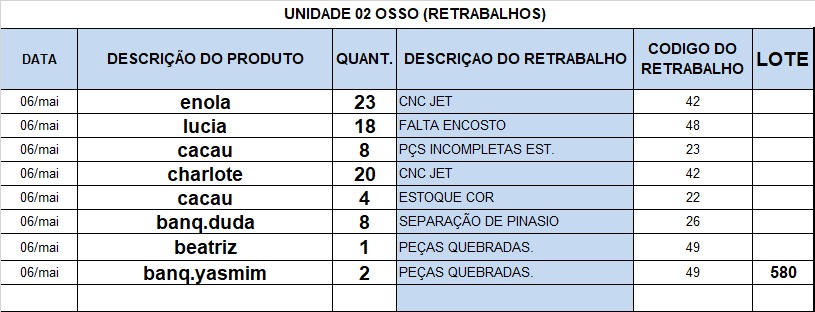 UNIDADE 02 OSSO (RETRABALHOS)
DATA DESCRIÇÃO DO PRODUTO QUANT. DESCRIÇAO DO RETRABALHO CODIGO DO RETRABALHO LOTE
06/mai enola 23 CNC JET 42
06/mai lucia 18 FALTA ENCOSTO 48
06/mai cacau 8 PÇS INCOMPLETAS EST. 23
06/mai charlote 20 CNC JET 42
06/mai cacau 4 ESTOQUE COR 22
06/mai banq.duda 8 SEPARAÇÃO DE PINASIO 26
06/mai beatriz 1 PEÇAS QUEBRADAS. 49
06/mai banq.yasmim 2 PEÇAS QUEBRADAS. 49 580